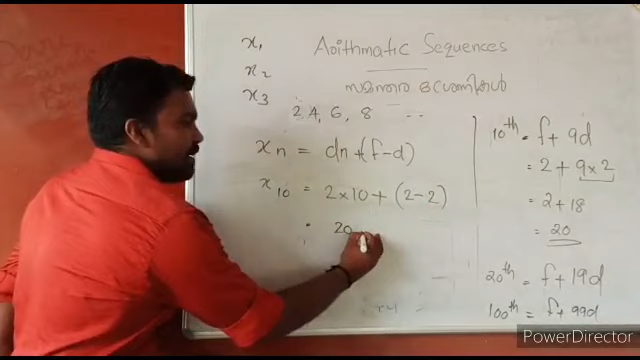 x₁
Arithmatic Sequences
x₂
സമാന്തര ശ്രേണികൾ
x₃
2, 4, 6, 8 ...
xₙ = dn + (f-d)
x₁₀ = 2×10 + (2-2)
= 20
10th = f + 9d
= 2 + 9×2
= 2 + 18
= 20
20th = f + 19d
100th = f + 99d
PowerDirector